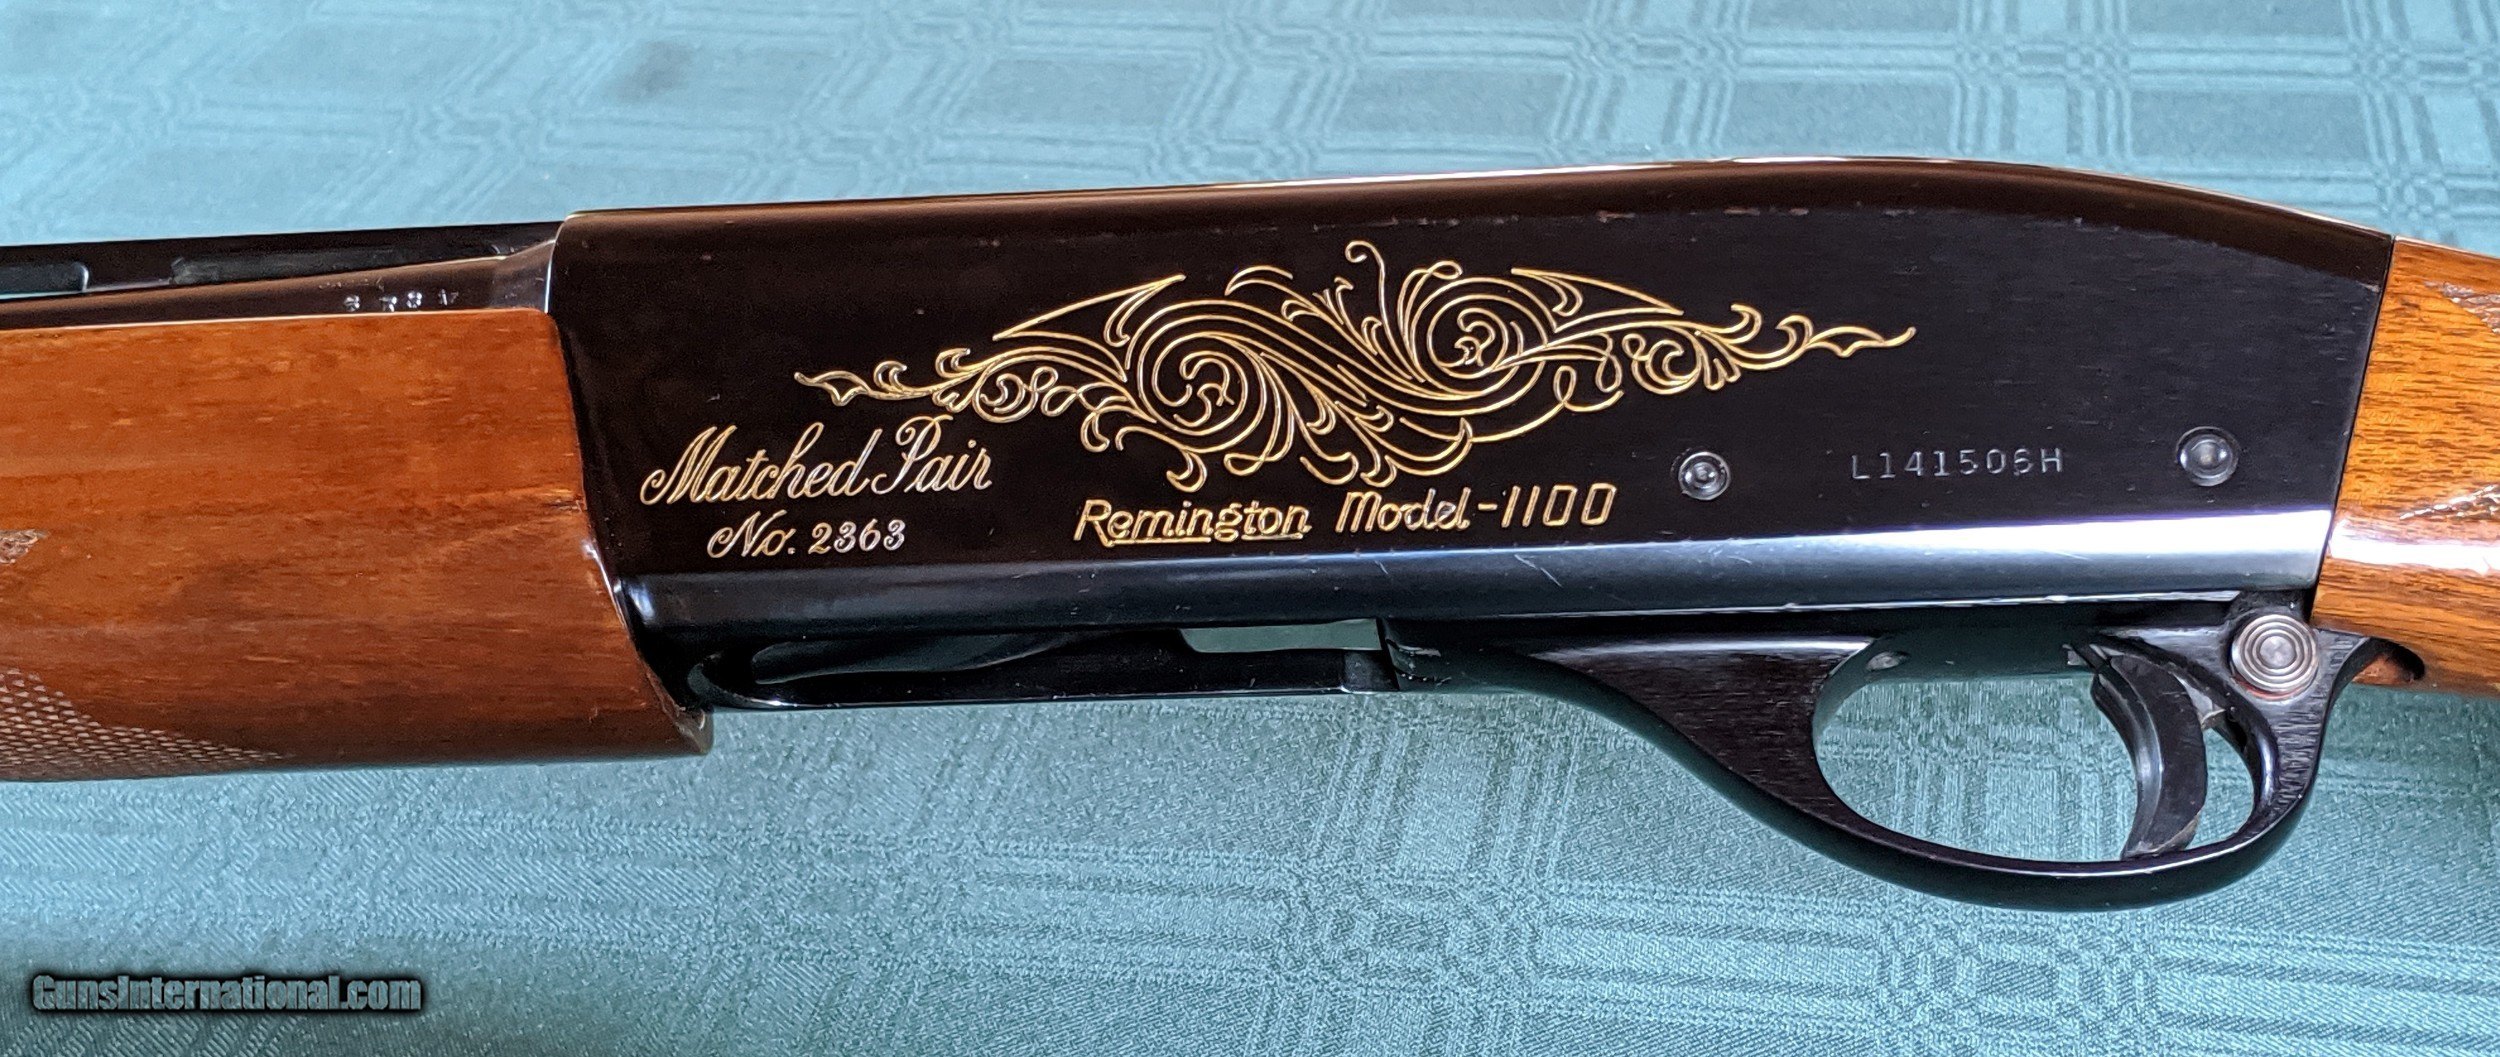 Matched Pair
No. 2363
Remington Model-1100
L141506H
GunsInternational.com